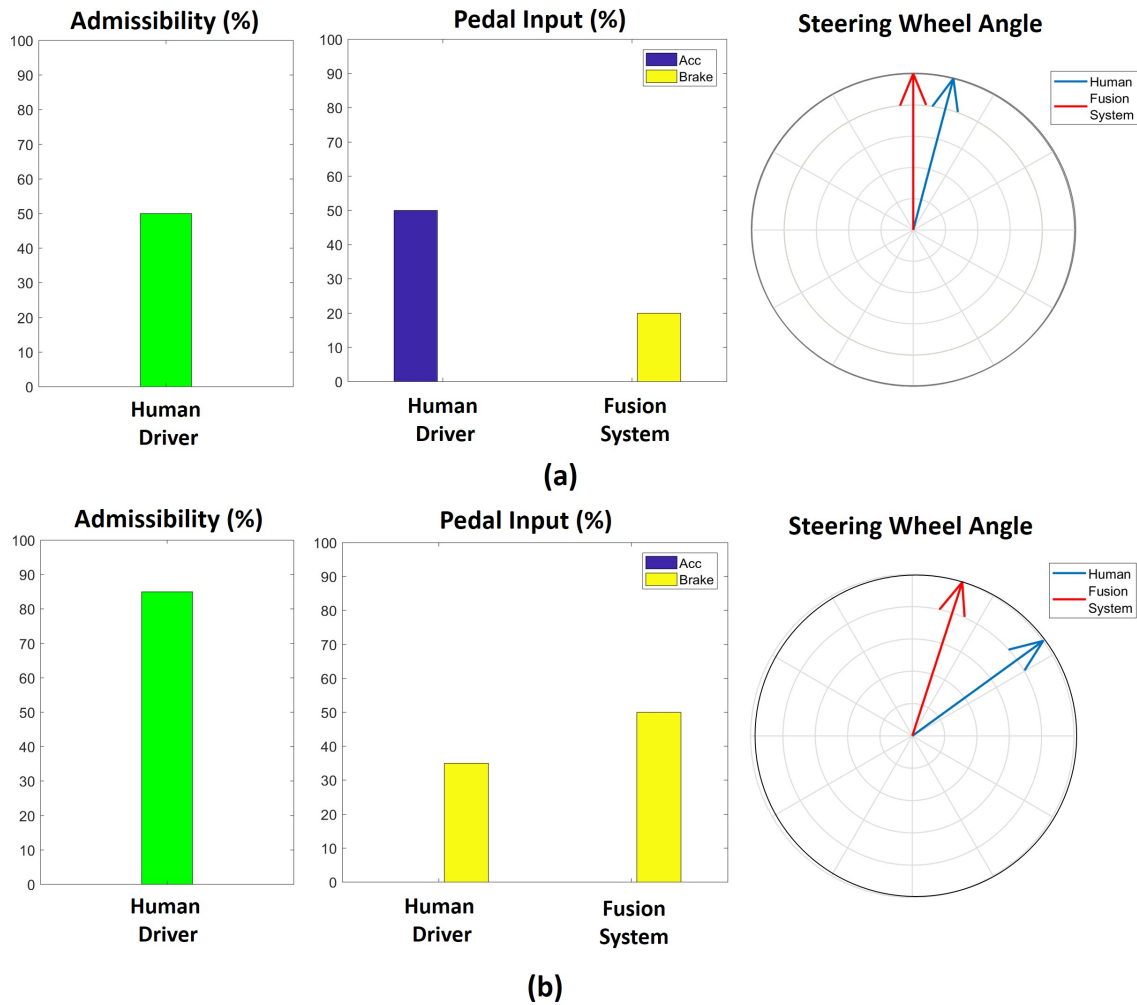 Admissibility (%)
Pedal Input (%)
Steering Wheel Angle
100
90
80
70
60
50
40
30
20
10
0
Human
Driver
100
90
80
70
60
50
40
30
20
10
0
Acc
Brake
Human
Driver
Fusion
System
Human
Fusion
System
(a)
Admissibility (%)
Pedal Input (%)
Steering Wheel Angle
100
90
80
70
60
50
40
30
20
10
0
Human
Driver
100
90
80
70
60
50
40
30
20
10
0
Acc
Brake
Human
Driver
Fusion
System
Human
Fusion
System
(b)